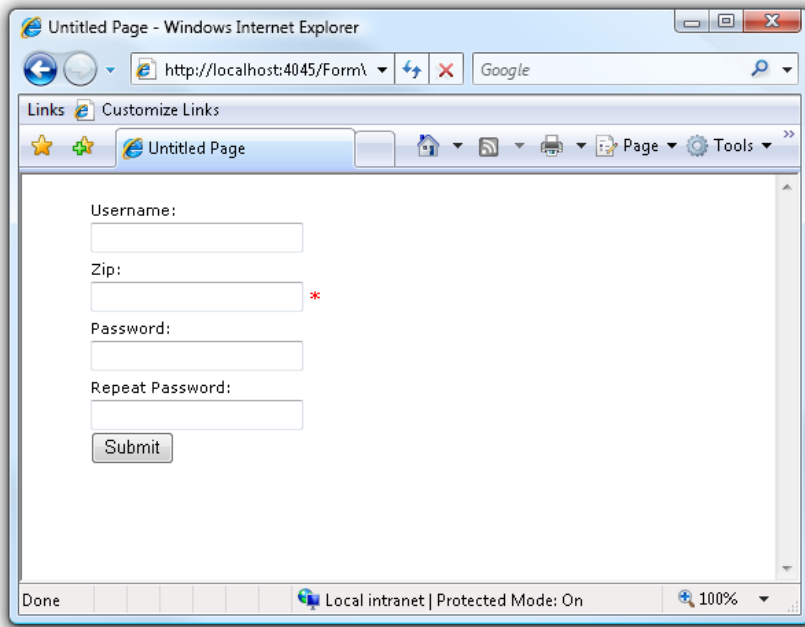 Untitled Page - Windows Internet Explorer
http://localhost:4045/Form\ Google
Links Customize Links
Untitled Page Page Tools »
Username:
Zip:
*
Password:
Repeat Password:
Submit
Done Local intranet | Protected Mode: On 100%